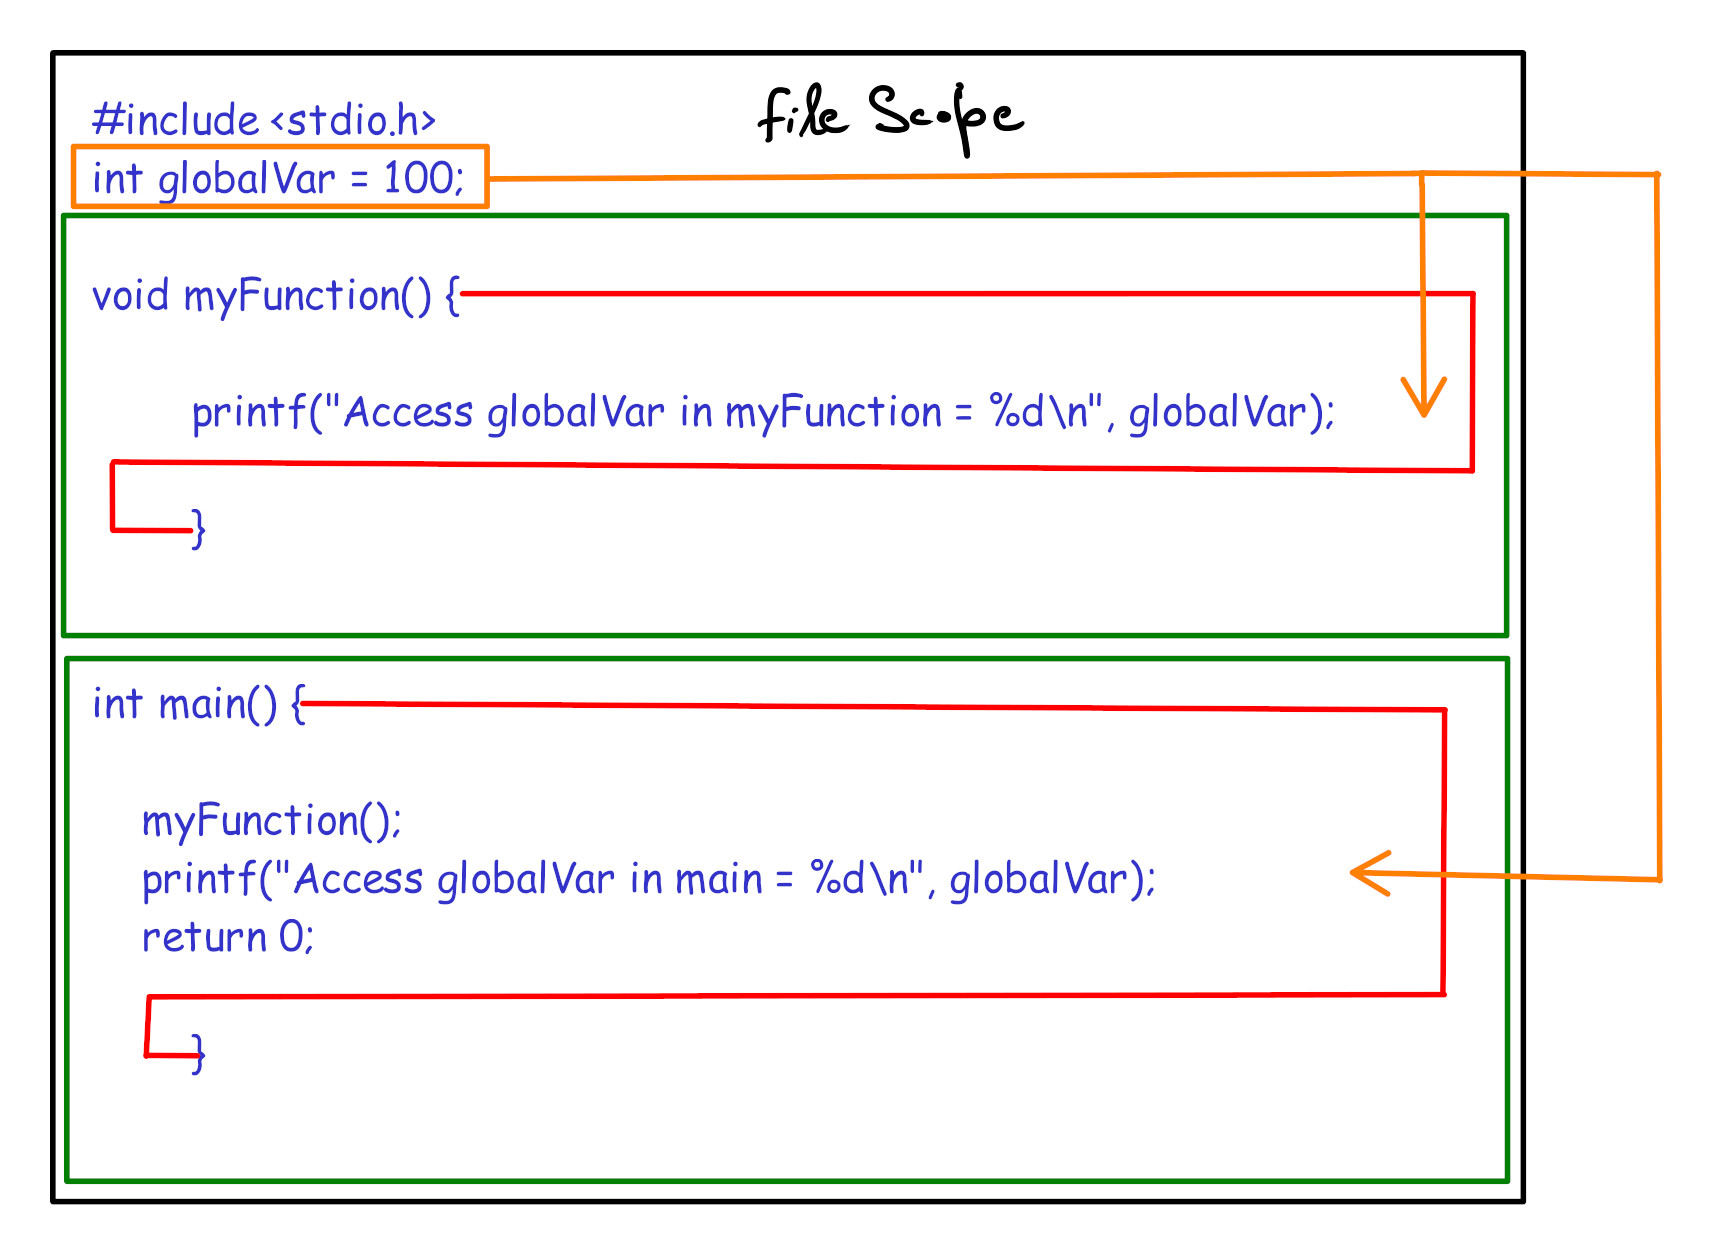 file Scope
#include <stdio.h>
int globalVar = 100;
void myFunction() {
printf("Access globalVar in myFunction = %d\n", globalVar);
}
int main() {
myFunction();
printf("Access globalVar in main = %d\n", globalVar);
return 0;
}